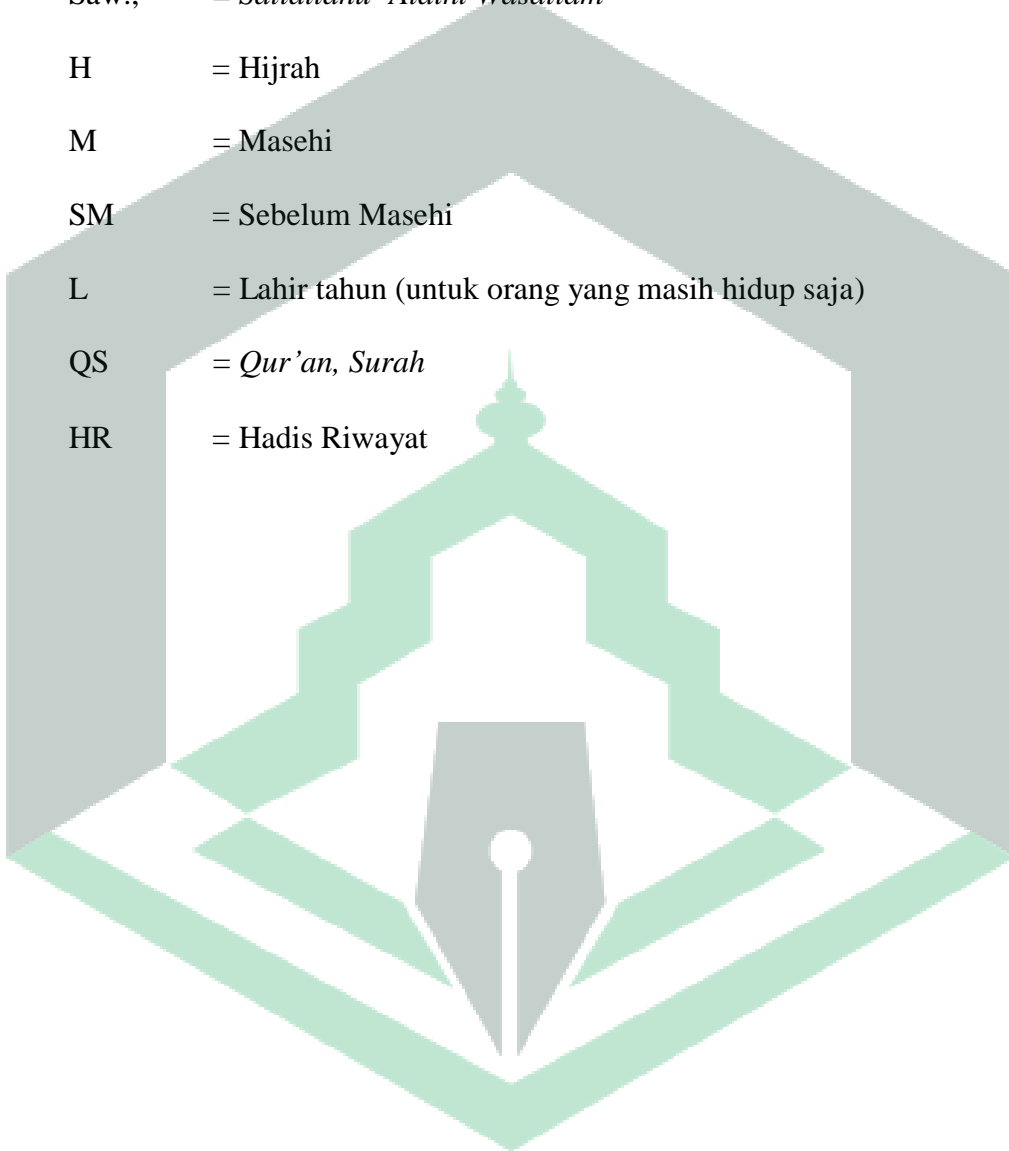 H = Hijrah
M = Masehi
SM = Sebelum Masehi
L = Lahir tahun (untuk orang yang masih hidup saja)
QS = Qur’an, Surah
HR = Hadis Riwayat